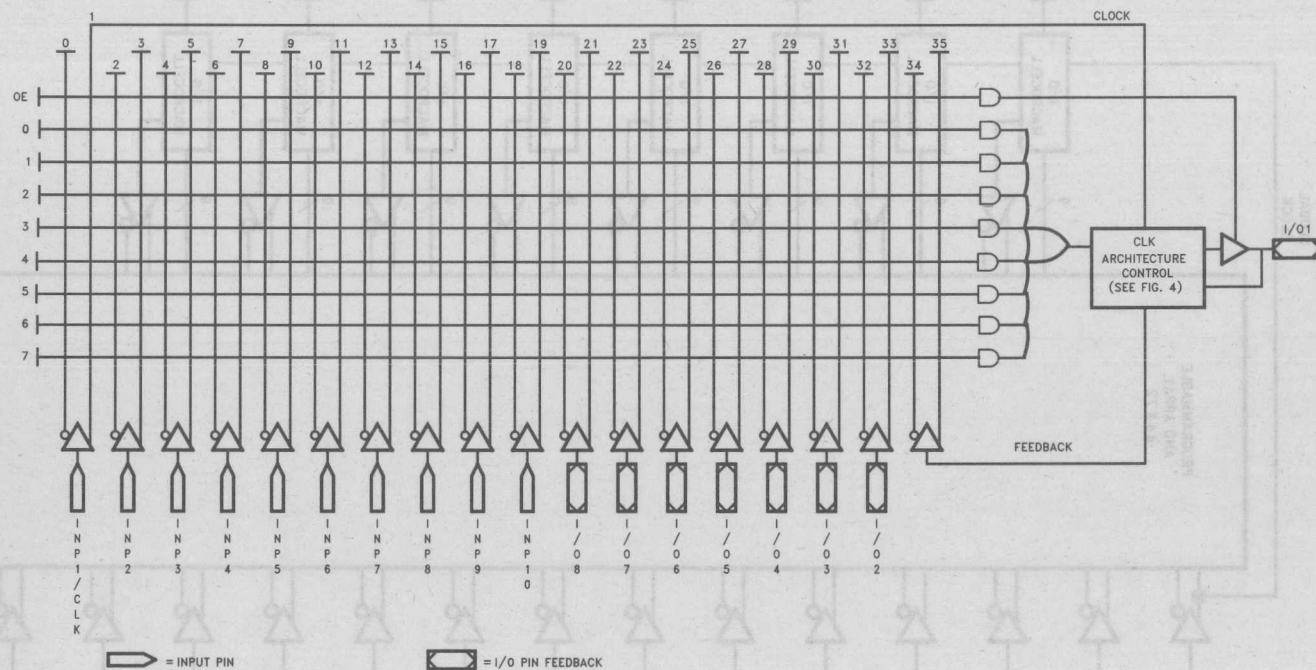 1 CLOCK
0 3 5 7 9 11 13 15 17 19 21 23 25 27 29 31 33 35
2 4 6 8 10 12 14 16 18 20 22 24 26 28 30 32 34
OE
0
1
2
3
4
5
6
7
CLK
ARCHITECTURE
CONTROL
(SEE FIG. 4)
I/O1
FEEDBACK
INP1/CLK
INP2
INP3
INP4
INP5
INP6
INP7
INP8
INP9
INP10
I/O8
I/O7
I/O6
I/O5
I/O4
I/O3
I/O2
= INPUT PIN
= I/O PIN FEEDBACK